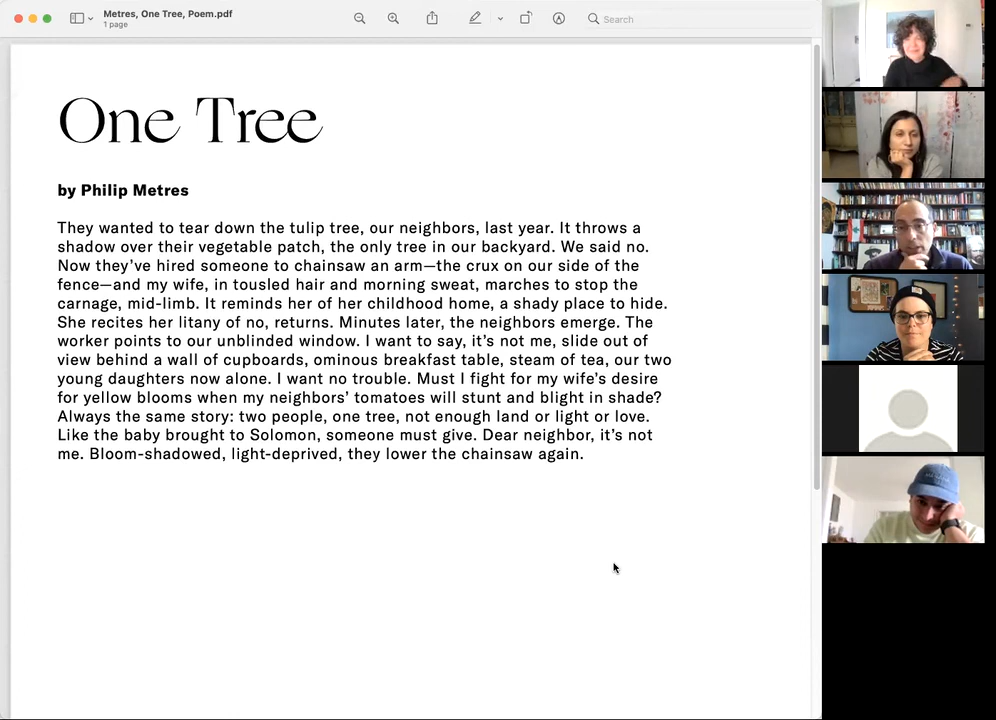 Metres, One Tree, Poem.pdf
1 page
Search
One Tree
by Philip Metres
They wanted to tear down the tulip tree, our neighbors, last year. It throws a
shadow over their vegetable patch, the only tree in our backyard. We said no.
Now they’ve hired someone to chainsaw an arm—the crux on our side of the
fence—and my wife, in tousled hair and morning sweat, marches to stop the
carnage, mid-limb. It reminds her of her childhood home, a shady place to hide.
She recites her litany of no, returns. Minutes later, the neighbors emerge. The
worker points to our unblinded window. I want to say, it’s not me, slide out of
view behind a wall of cupboards, ominous breakfast table, steam of tea, our two
young daughters now alone. I want no trouble. Must I fight for my wife’s desire
for yellow blooms when my neighbors’ tomatoes will stunt and blight in shade?
Always the same story: two people, one tree, not enough land or light or love.
Like the baby brought to Solomon, someone must give. Dear neighbor, it’s not
me. Bloom-shadowed, light-deprived, they lower the chainsaw again.